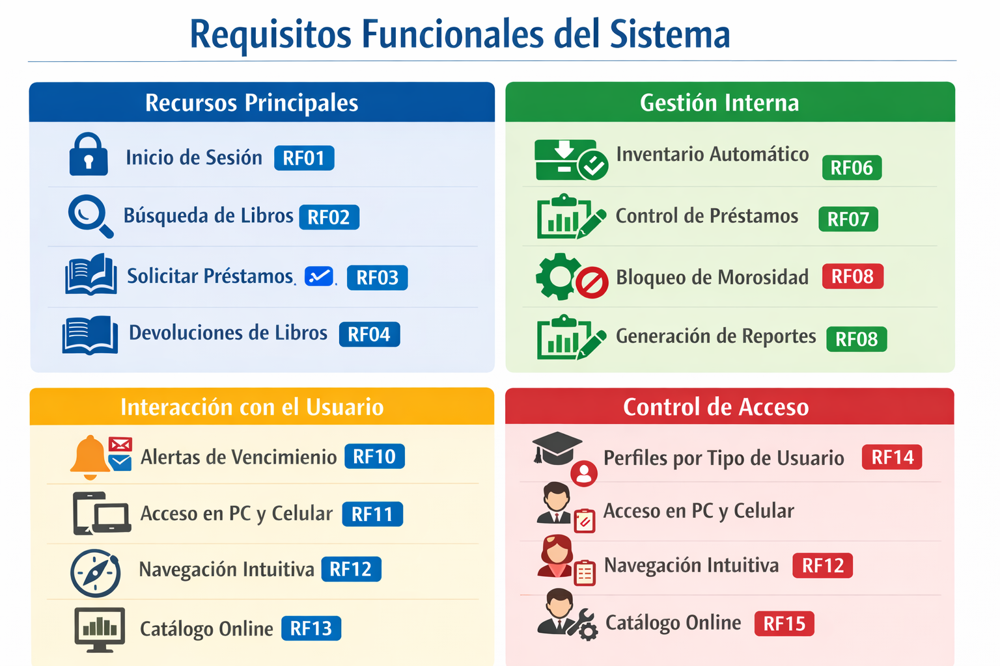 Requisitos Funcionales del Sistema
Recursos Principales
Inicio de Sesión RF01
Búsqueda de Libros RF02
Solicitar Préstamos. . RF03
Devoluciones de Libros RF04
Gestión Interna
Inventario Automático RF06
Control de Préstamos RF07
Bloqueo de Morosidad RF08
Generación de Reportes RF08
Interacción con el Usuario
Alertas de Vencimienio RF10
Acceso en PC y Celular RF11
Navegación Intuitiva RF12
Catálogo Online RF13
Control de Acceso
Perfiles por Tipo de Usuario RF14
Acceso en PC y Celular
Navegación Intuitiva RF12
Catálogo Online RF15